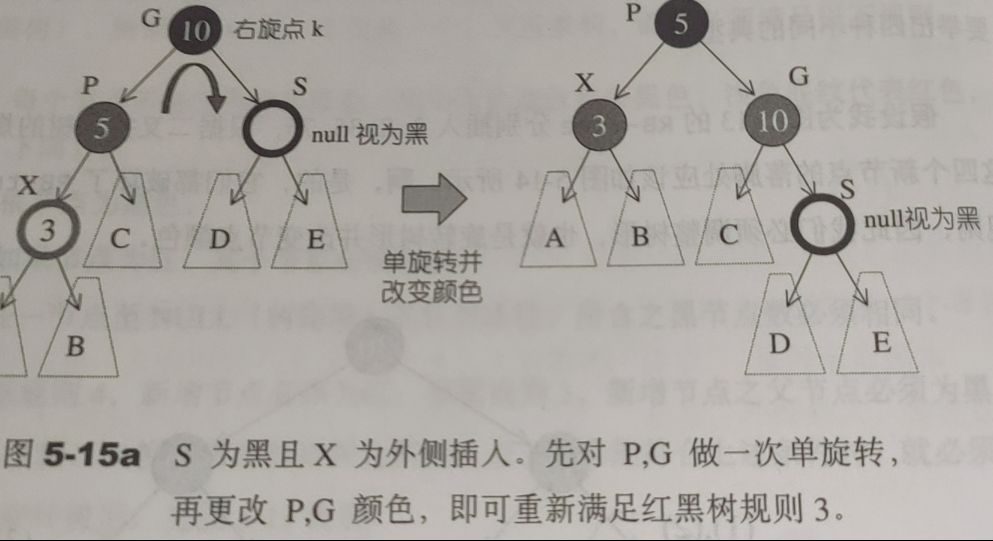 G 10 右旋点 k
P S
5 null 视为黑
X
3 C D E
B
单旋转并
改变颜色
P 5
X G
3 10
S
A B C null视为黑
D E
图 5-15a S 为黑且 X 为外侧插入。先对 P,G 做一次单旋转，
再更改 P,G 颜色，即可重新满足红黑树规则 3。